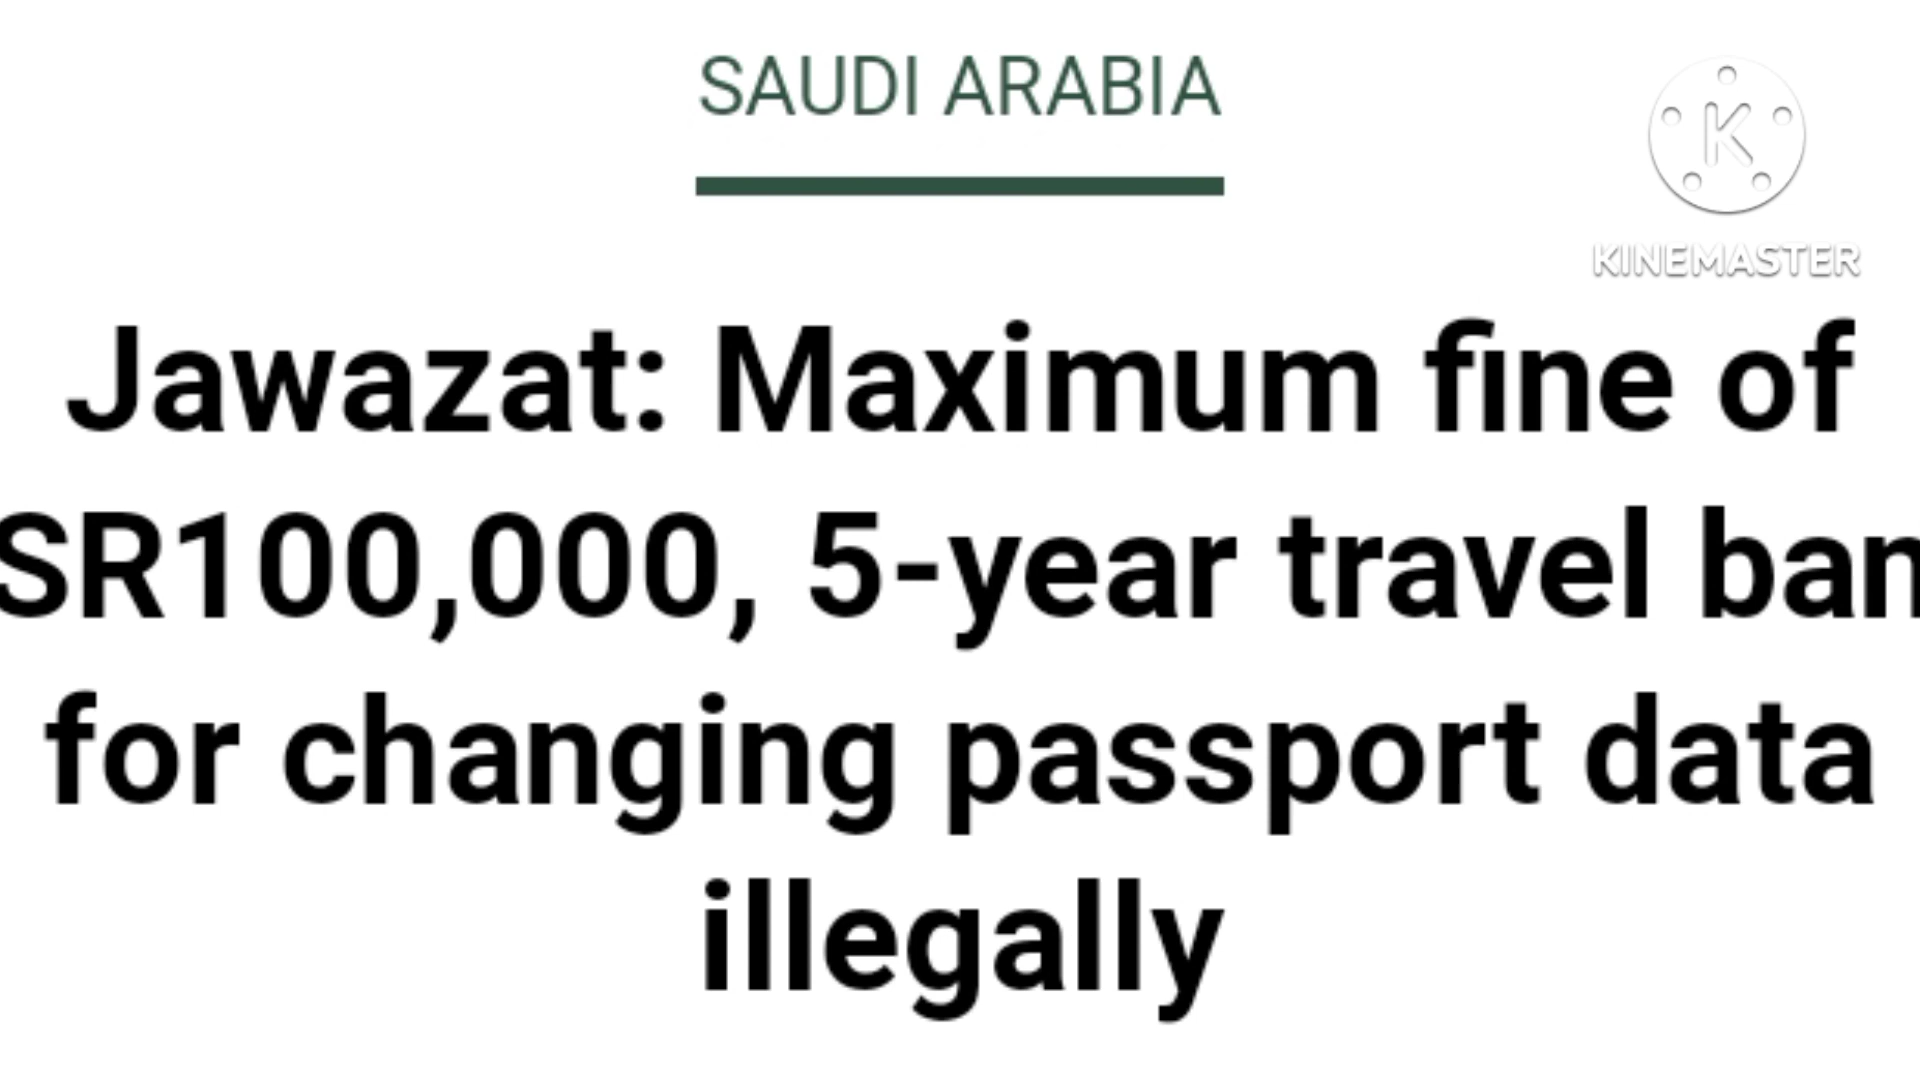 SAUDI ARABIA
K
KINEMASTER
Jawazat: Maximum fine of
SR100,000, 5-year travel ban
for changing passport data
illegally